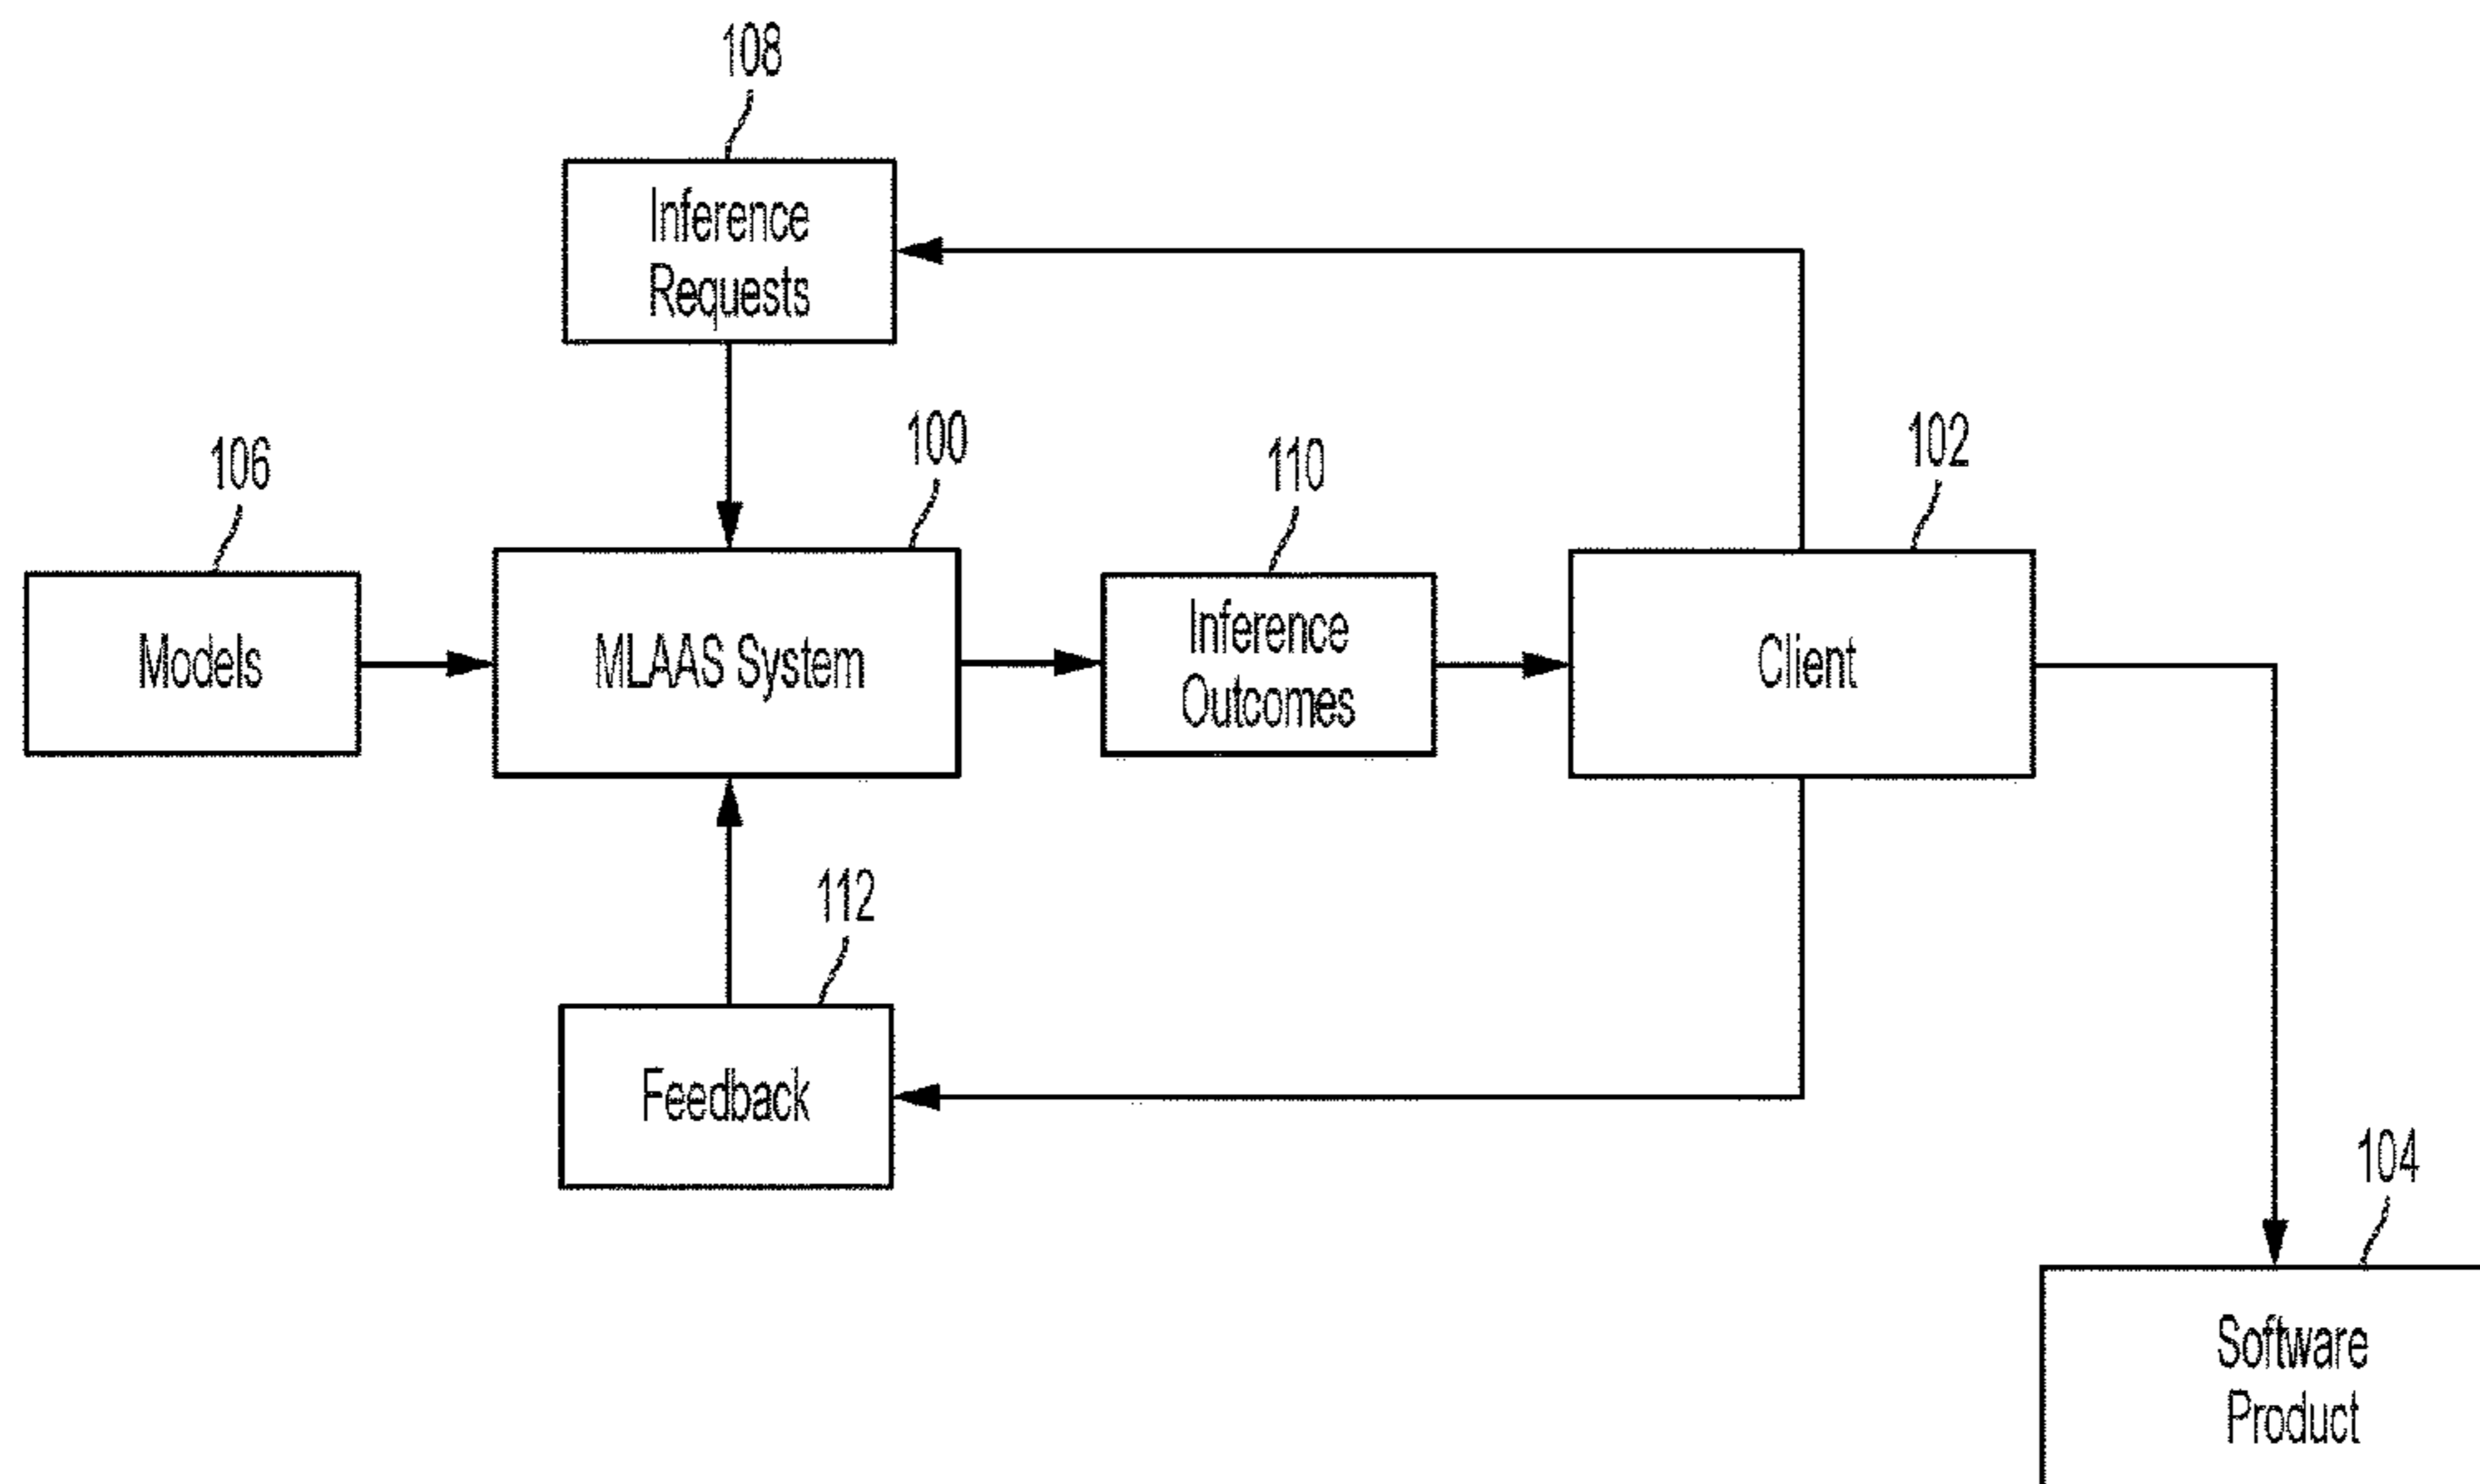 108
Inference
Requests
106
100
110
102
Models
MLAAS System
Inference
Outcomes
Client
112
Feedback
104
Software
Product